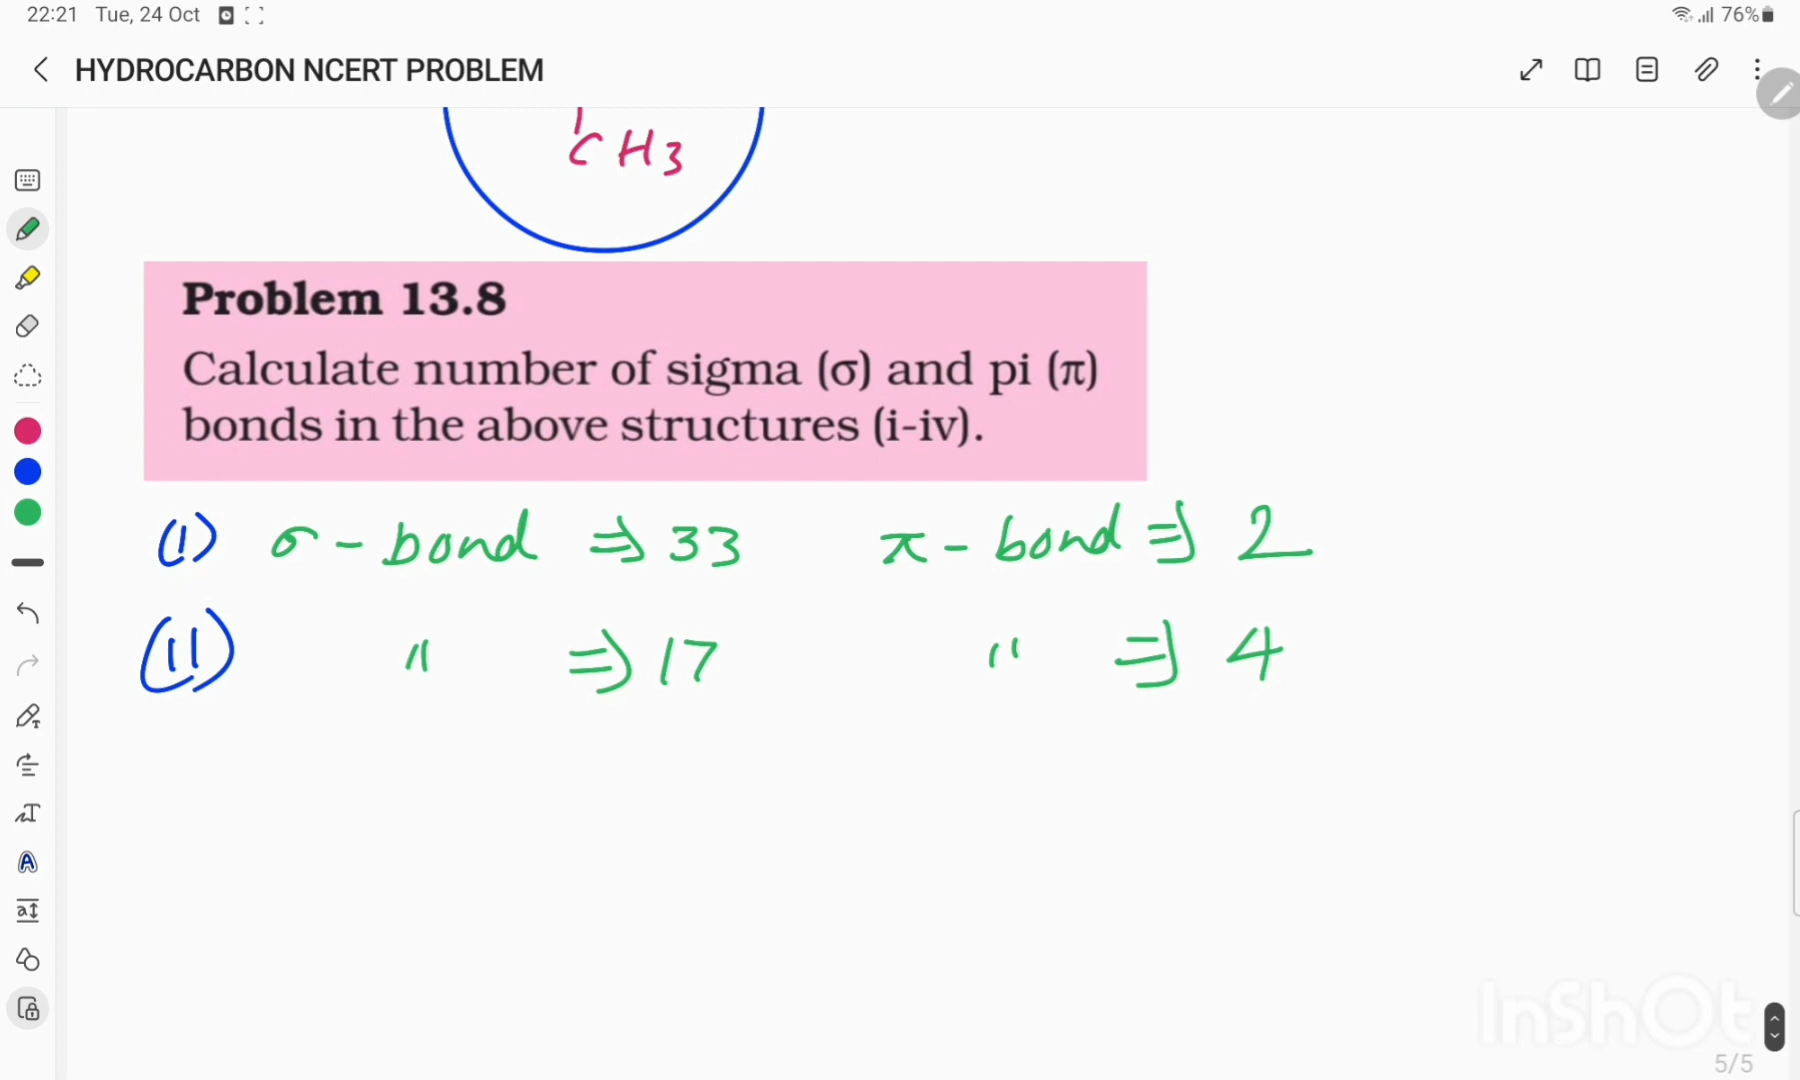 22:21 Tue, 24 Oct 76%
HYDROCARBON NCERT PROBLEM
CH3
Problem 13.8
Calculate number of sigma (σ) and pi (π)
bonds in the above structures (i-iv).
(I) σ - bond ⇒ 33 π - bond ⇒ 2
(II) " ⇒ 17 " ⇒ 4
InShOt
5/5